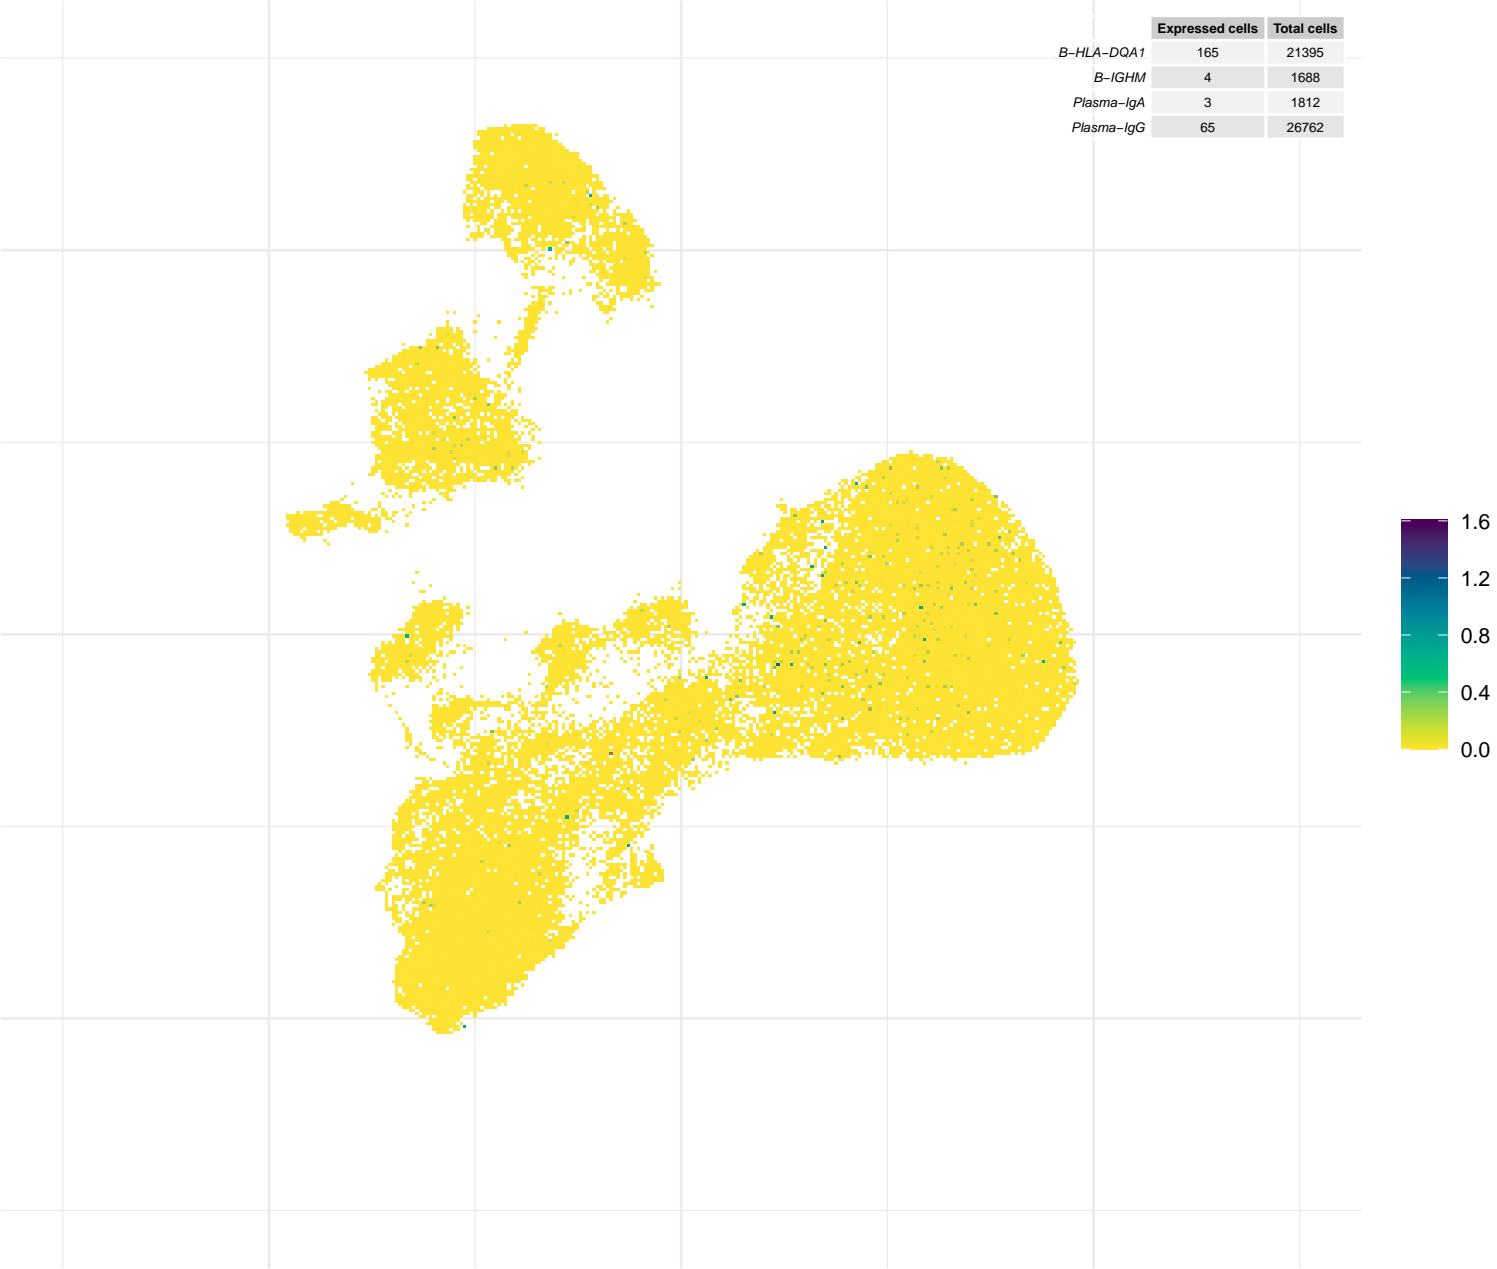 Expressed cells Total cells
B−HLA−DQA1 165 21395
B−IGHM 4 1688
Plasma−IgA 3 1812
Plasma−IgG 65 26762
1.6
1.2
0.8
0.4
0.0